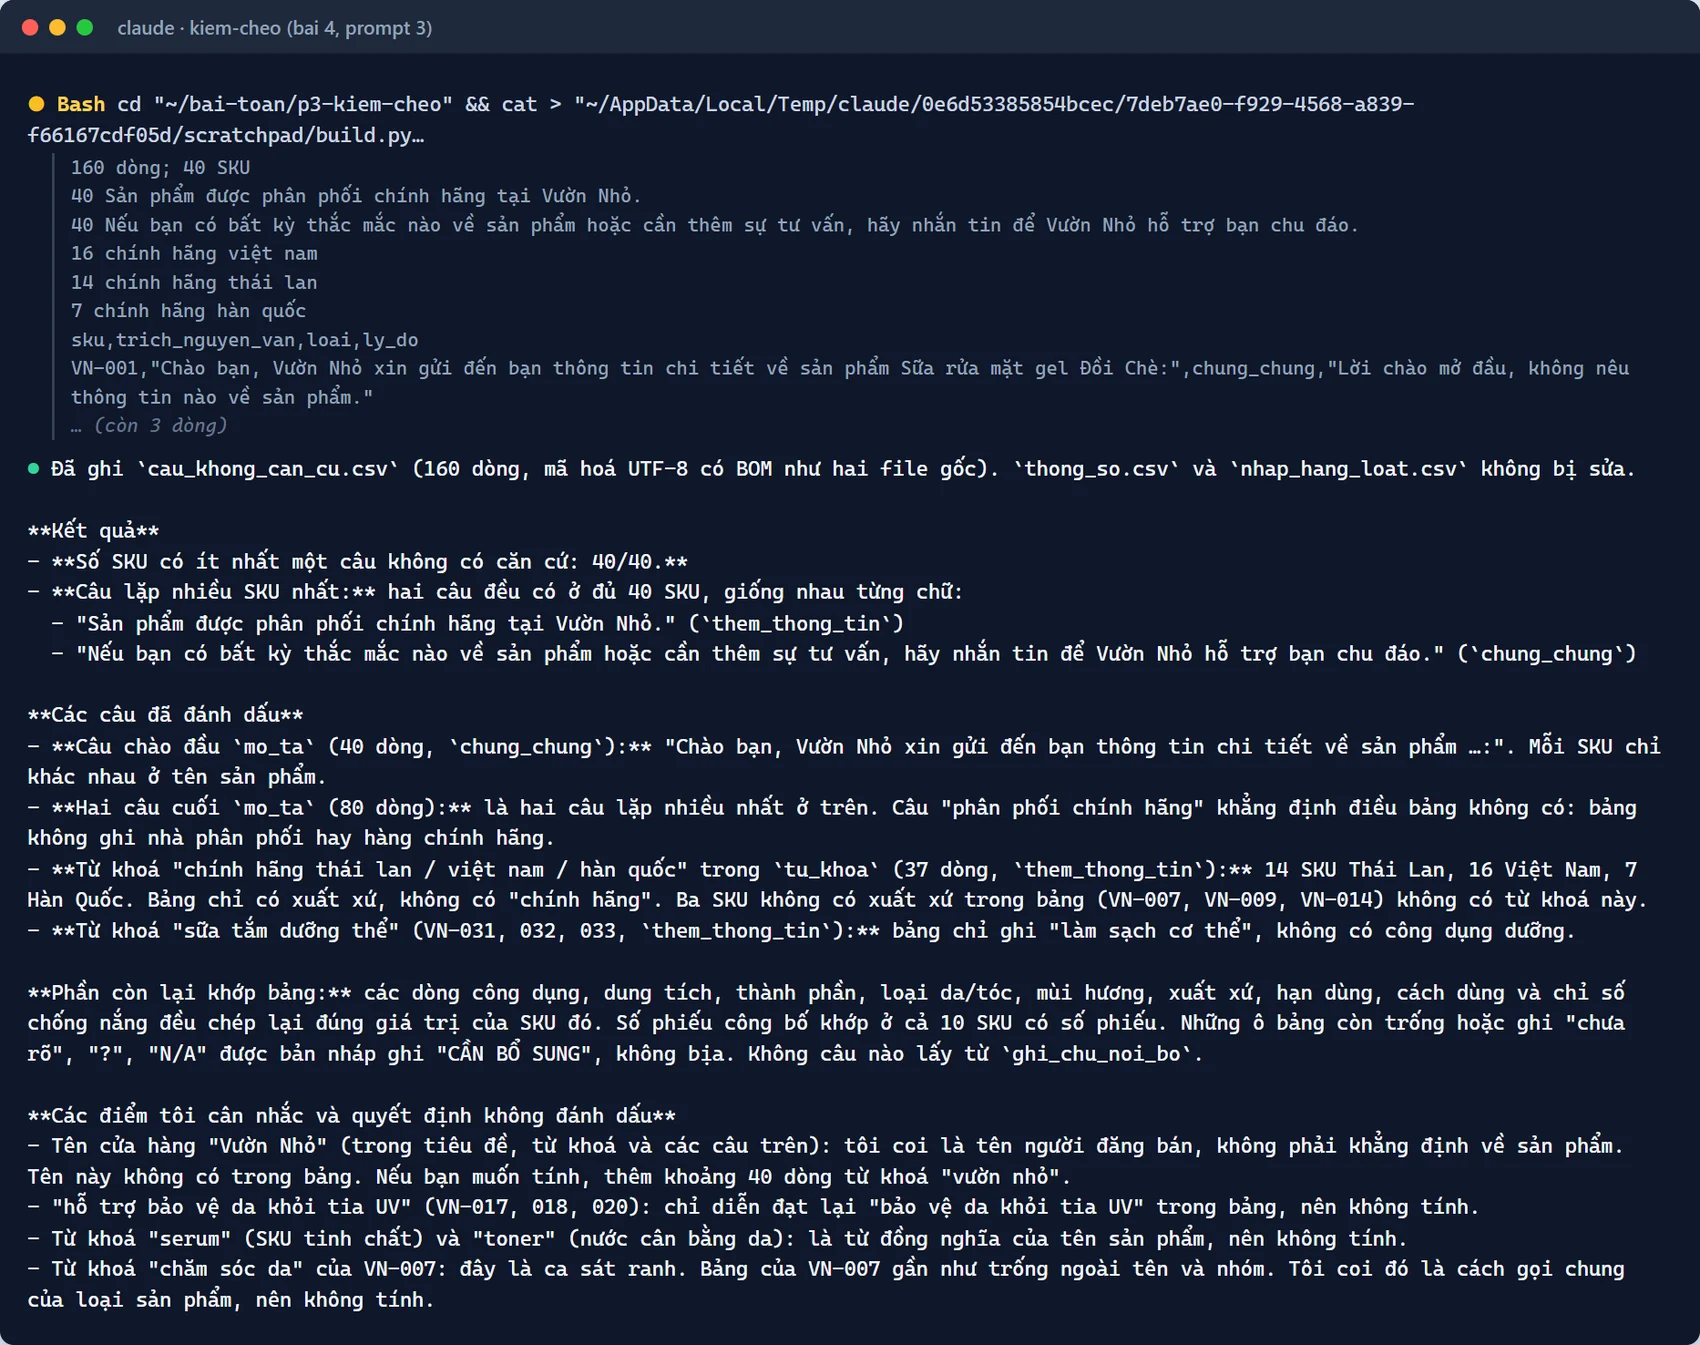 claude · kiem-cheo (bai 4, prompt 3)
● Bash cd "~/bai-toan/p3-kiem-cheo" && cat > "~/AppData/Local/Temp/claude/0e6d53385854bcec/7deb7ae0-f929-4568-a839-
f66167cdf05d/scratchpad/build.py…
160 dòng; 40 SKU
40 Sản phẩm được phân phối chính hãng tại Vườn Nhỏ.
40 Nếu bạn có bất kỳ thắc mắc nào về sản phẩm hoặc cần thêm sự tư vấn, hãy nhắn tin để Vườn Nhỏ hỗ trợ bạn chu đáo.
16 chính hãng việt nam
14 chính hãng thái lan
7 chính hãng hàn quốc
sku,trich_nguyen_van,loai,ly_do
VN-001,"Chào bạn, Vườn Nhỏ xin gửi đến bạn thông tin chi tiết về sản phẩm Sữa rửa mặt gel Đồi Chè:",chung_chung,"Lời chào mở đầu, không nêu
thông tin nào về sản phẩm."
… (còn 3 dòng)
● Đã ghi `cau_khong_can_cu.csv` (160 dòng, mã hoá UTF-8 có BOM như hai file gốc). `thong_so.csv` và `nhap_hang_loat.csv` không bị sửa.
**Kết quả**
- **Số SKU có ít nhất một câu không có căn cứ: 40/40.**
- **Câu lặp nhiều SKU nhất:** hai câu đều có ở đủ 40 SKU, giống nhau từng chữ:
- "Sản phẩm được phân phối chính hãng tại Vườn Nhỏ." (`them_thong_tin`)
- "Nếu bạn có bất kỳ thắc mắc nào về sản phẩm hoặc cần thêm sự tư vấn, hãy nhắn tin để Vườn Nhỏ hỗ trợ bạn chu đáo." (`chung_chung`)
**Các câu đã đánh dấu**
- **Câu chào đầu `mo_ta` (40 dòng, `chung_chung`):** "Chào bạn, Vườn Nhỏ xin gửi đến bạn thông tin chi tiết về sản phẩm …:". Mỗi SKU chỉ
khác nhau ở tên sản phẩm.
- **Hai câu cuối `mo_ta` (80 dòng):** là hai câu lặp nhiều nhất ở trên. Câu "phân phối chính hãng" khẳng định điều bảng không có: bảng
không ghi nhà phân phối hay hàng chính hãng.
- **Từ khoá "chính hãng thái lan / việt nam / hàn quốc" trong `tu_khoa` (37 dòng, `them_thong_tin`):** 14 SKU Thái Lan, 16 Việt Nam, 7
Hàn Quốc. Bảng chỉ có xuất xứ, không có "chính hãng". Ba SKU không có xuất xứ trong bảng (VN-007, VN-009, VN-014) không có từ khoá này.
- **Từ khoá "sữa tắm dưỡng thể" (VN-031, 032, 033, `them_thong_tin`):** bảng chỉ ghi "làm sạch cơ thể", không có công dụng dưỡng.
**Phần còn lại khớp bảng:** các dòng công dụng, dung tích, thành phần, loại da/tóc, mùi hương, xuất xứ, hạn dùng, cách dùng và chỉ số
chống nắng đều chép lại đúng giá trị của SKU đó. Số phiếu công bố khớp ở cả 10 SKU có số phiếu. Những ô bảng còn trống hoặc ghi "chưa
rõ", "?", "N/A" được bản nháp ghi "CẦN BỔ SUNG", không bịa. Không câu nào lấy từ `ghi_chu_noi_bo`.
**Các điểm tôi cân nhắc và quyết định không đánh dấu**
- Tên cửa hàng "Vườn Nhỏ" (trong tiêu đề, từ khoá và các câu trên): tôi coi là tên người đăng bán, không phải khẳng định về sản phẩm.
Tên này không có trong bảng. Nếu bạn muốn tính, thêm khoảng 40 dòng từ khoá "vườn nhỏ".
- "hỗ trợ bảo vệ da khỏi tia UV" (VN-017, 018, 020): chỉ diễn đạt lại "bảo vệ da khỏi tia UV" trong bảng, nên không tính.
- Từ khoá "serum" (SKU tinh chất) và "toner" (nước cân bằng da): là từ đồng nghĩa của tên sản phẩm, nên không tính.
- Từ khoá "chăm sóc da" của VN-007: đây là ca sát ranh. Bảng của VN-007 gần như trống ngoài tên và nhóm. Tôi coi đó là cách gọi chung
của loại sản phẩm, nên không tính.